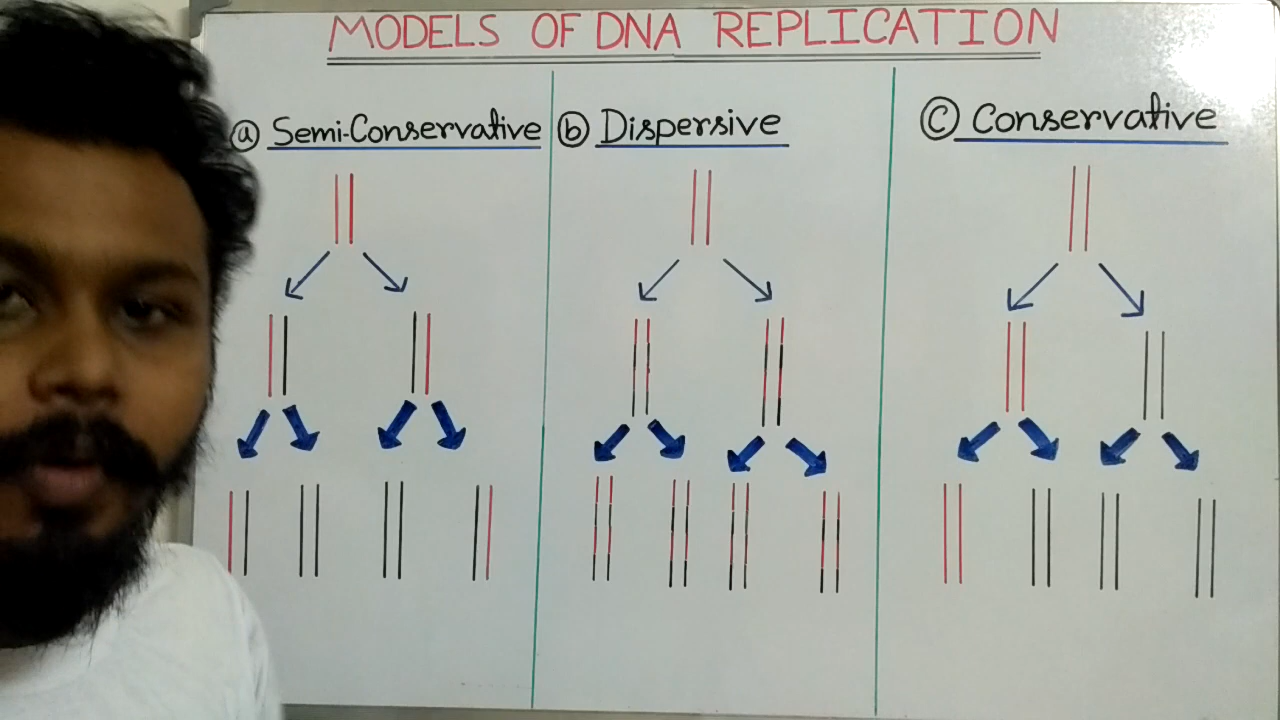 MODELS OF DNA REPLICATION
ⓐ Semi-Conservative
ⓑ Dispersive
Ⓒ Conservative